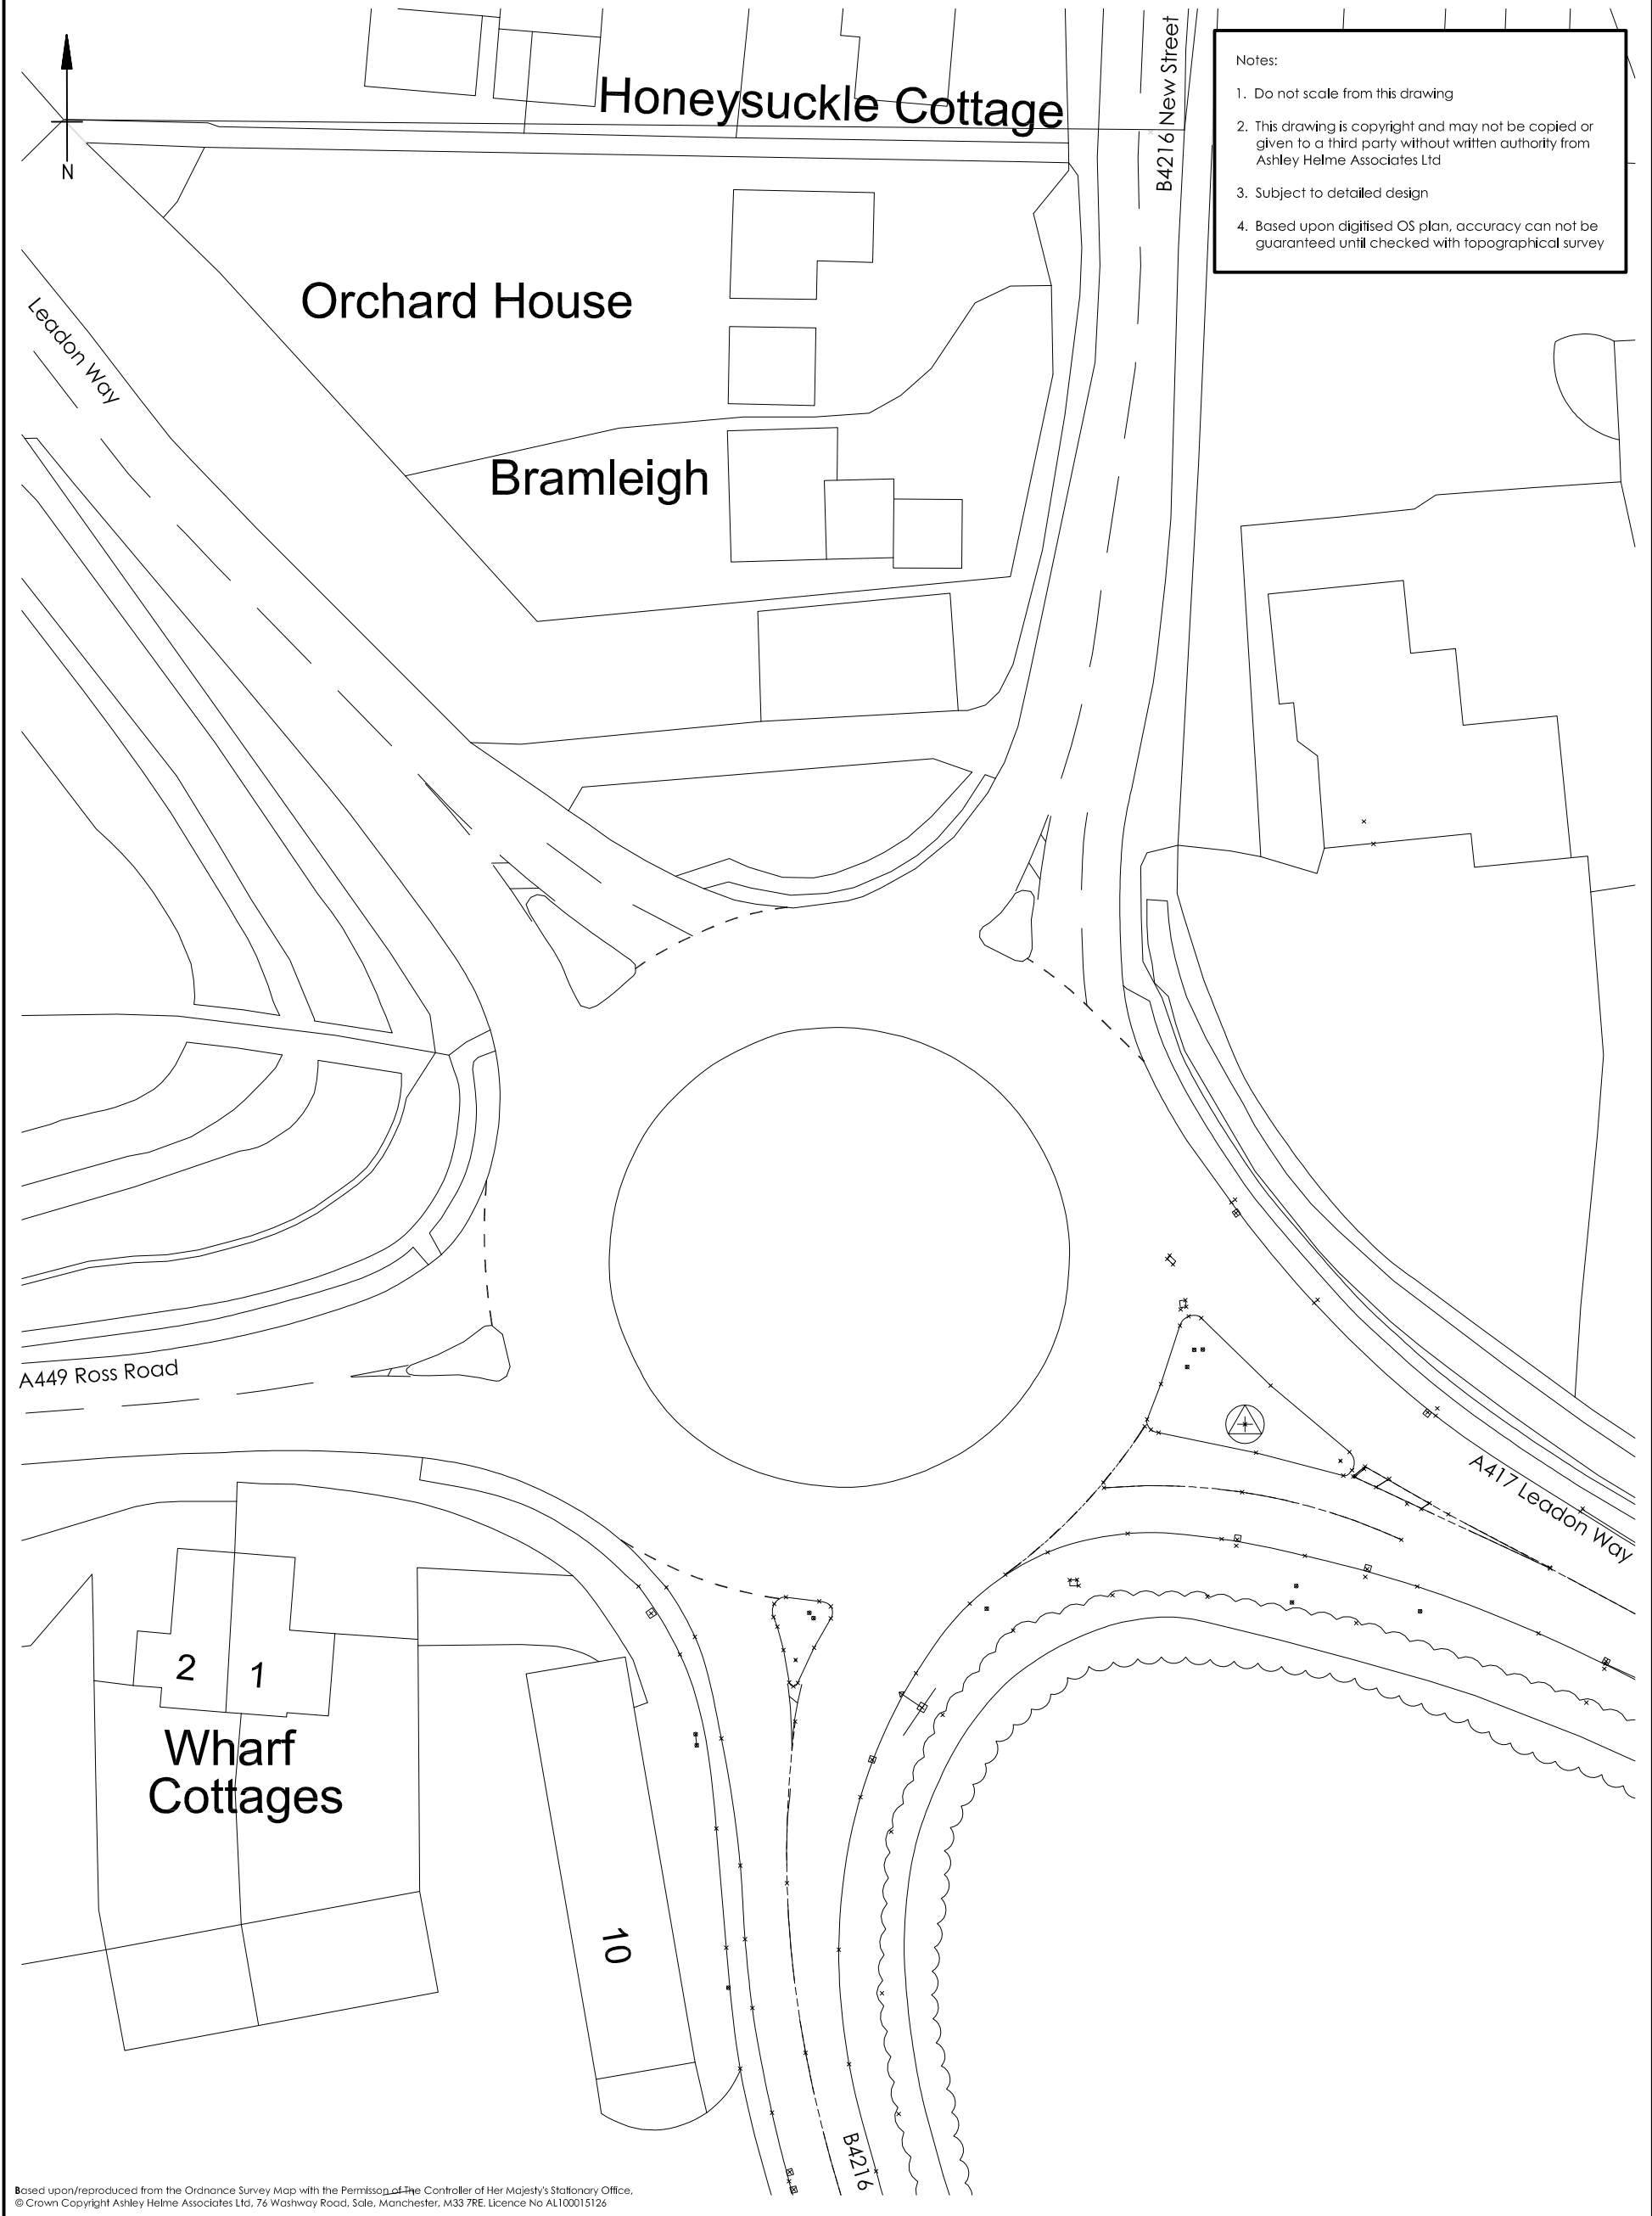 Honeysuckle Cottage
B4216 New Street
Notes:
1. Do not scale from this drawing
2. This drawing is copyright and may not be copied or
given to a third party without written authority from
Ashley Helme Associates Ltd
3. Subject to detailed design
4. Based upon digitised OS plan, accuracy can not be
guaranteed until checked with topographical survey
N
Orchard House
Leadon Way
Bramleigh
A449 Ross Road
A417 Leadon Way
2
1
Wharf
Cottages
10
B4216
Based upon/reproduced from the Ordnance Survey Map with the Permisson of The Controller of Her Majesty's Stationary Office,
© Crown Copyright Ashley Helme Associates Ltd, 76 Washway Road, Sale, Manchester, M33 7RE. Licence No AL100015126